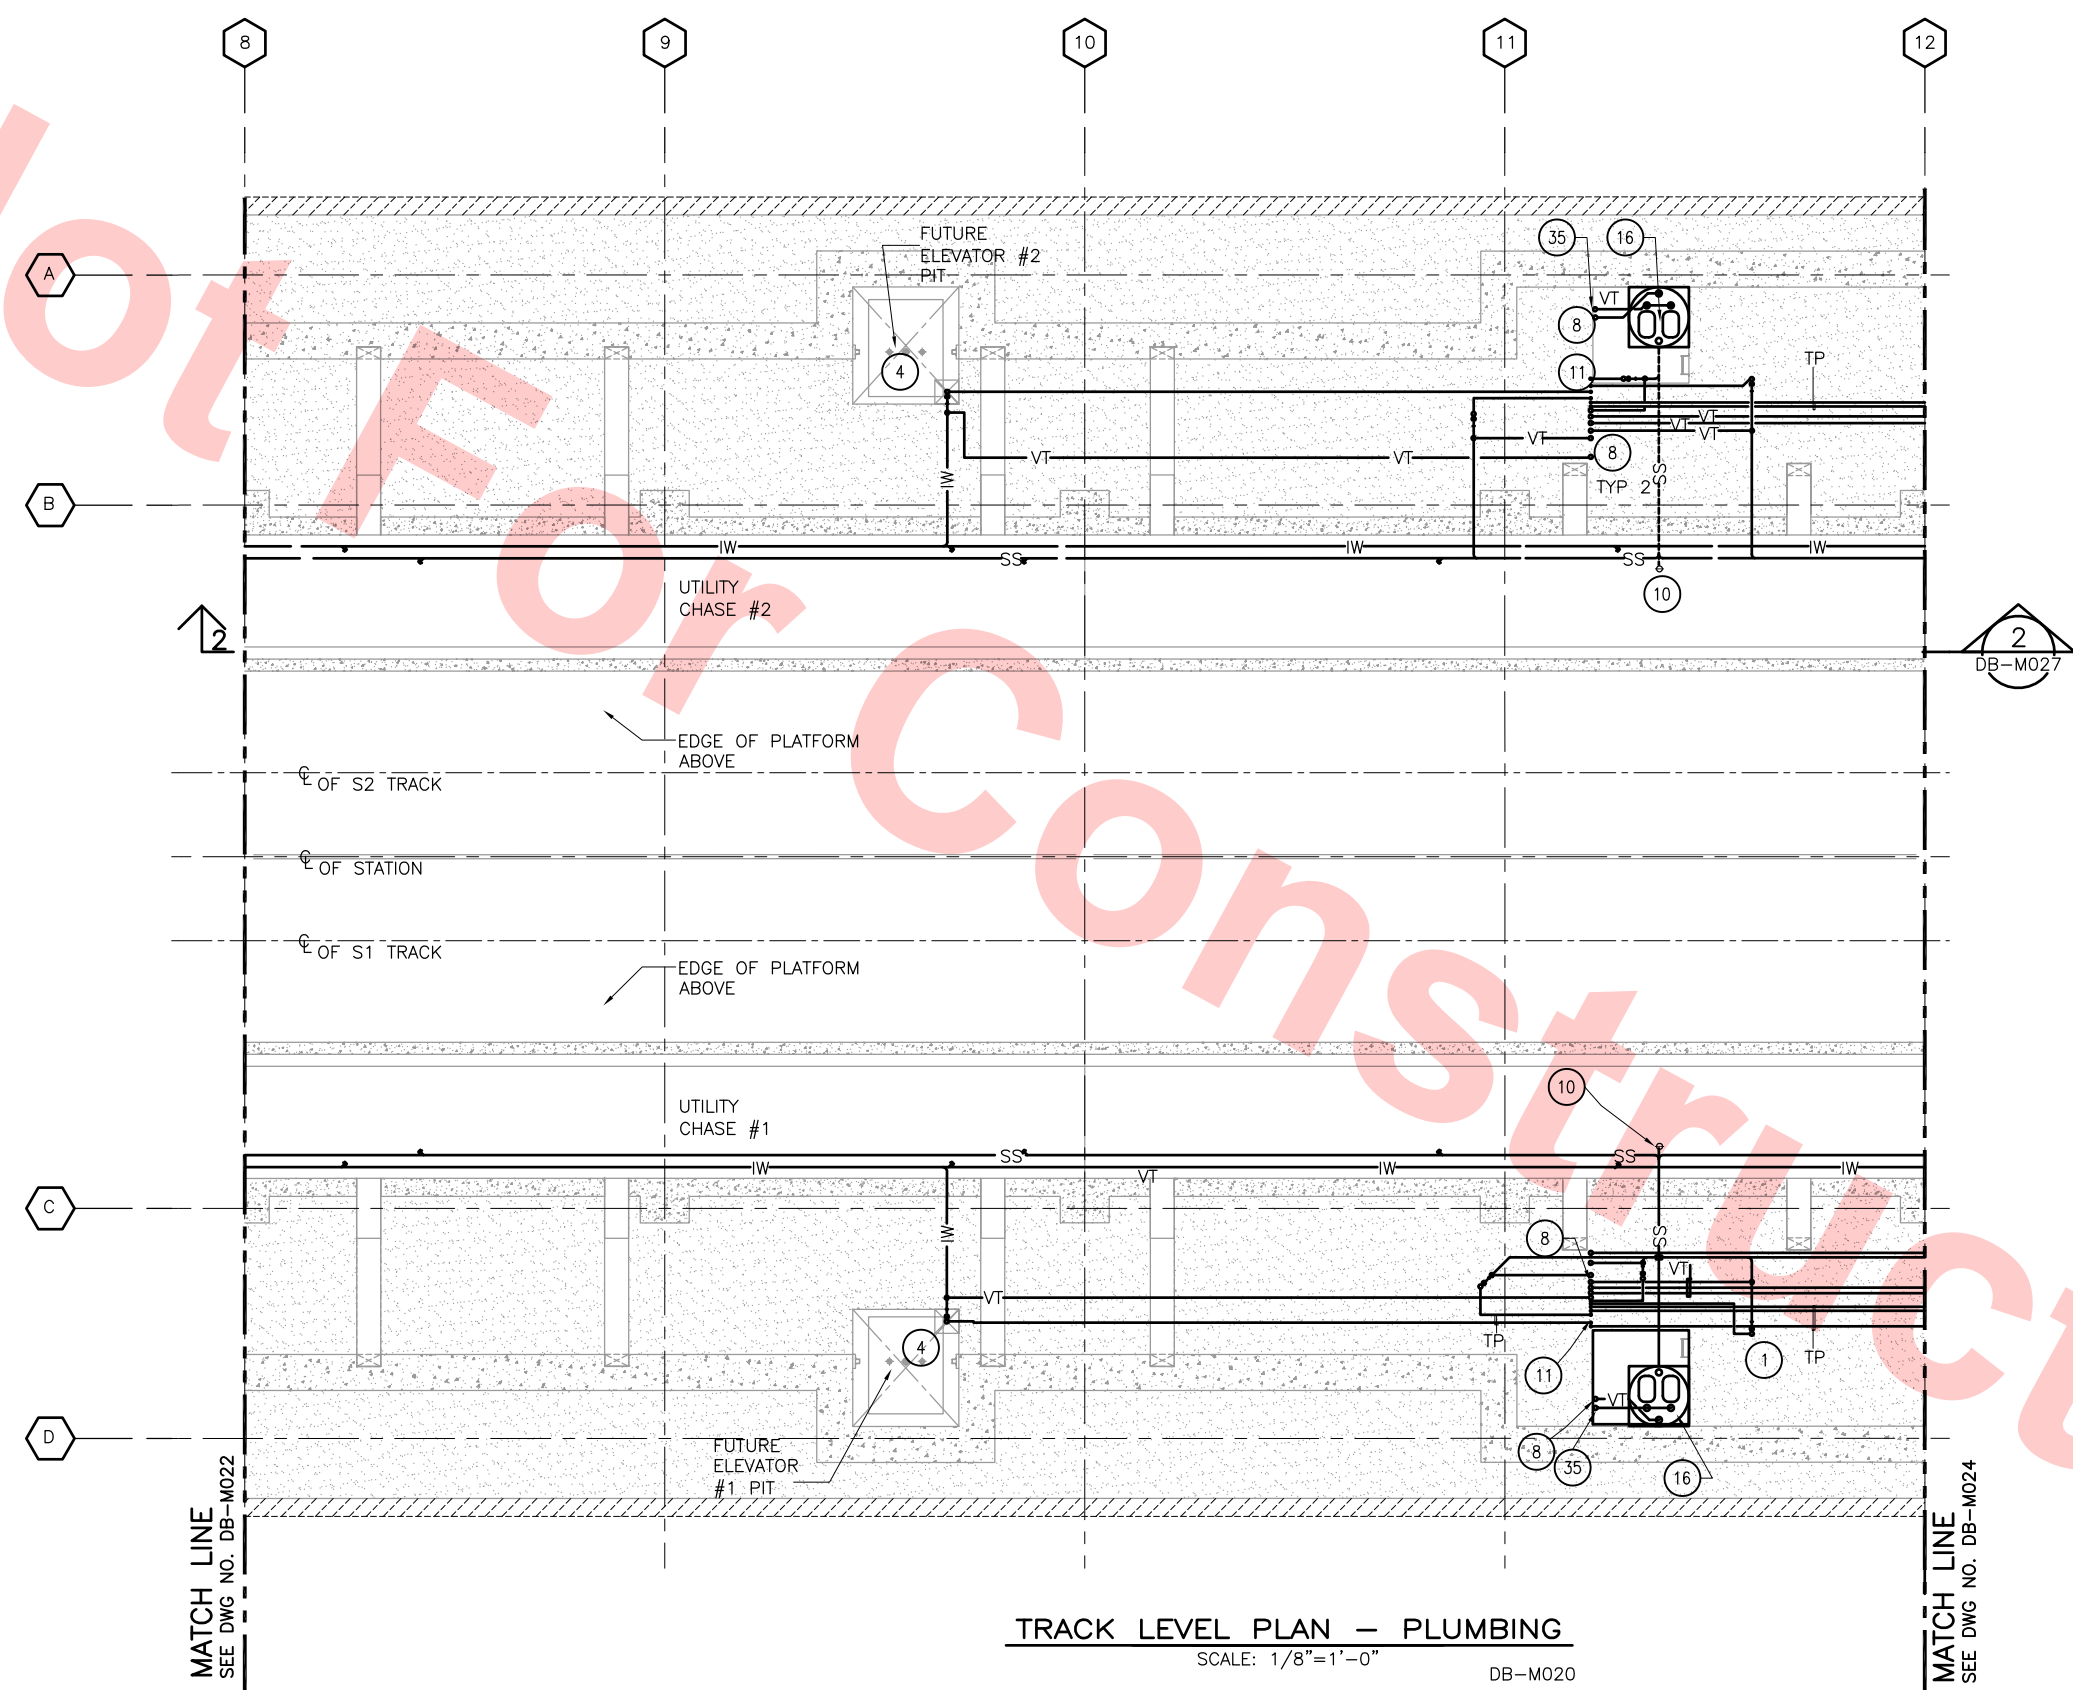 8
9
10
11
12
A
FUTURE
ELEVATOR #2
PIT
35
16
VT
8
4
11
TP
VT
VT
VT
VT
VT
VT
8
IW
TYP 2
SS
B
IW
IW
IW
SS
SS
UTILITY
CHASE #2
10
2
2
DB-M027
EDGE OF PLATFORM
ABOVE
℄ OF S2 TRACK
℄ OF STATION
℄ OF S1 TRACK
EDGE OF PLATFORM
ABOVE
10
UTILITY
CHASE #1
SS
SS
IW
IW
IW
VT
C
IW
8
SS
VT
VT
4
TP
TP
1
11
VT
D
FUTURE
ELEVATOR
#1 PIT
8
35
16
MATCH LINE
SEE DWG NO. DB-M022
MATCH LINE
SEE DWG NO. DB-M024
TRACK LEVEL PLAN - PLUMBING
SCALE: 1/8"=1'-0"
DB-M020
Not For Construct